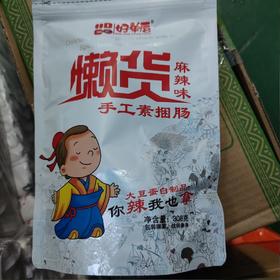 懒货
麻辣味
手工素捆肠
大豆蛋白制品
你辣我也拿
净含量:308克